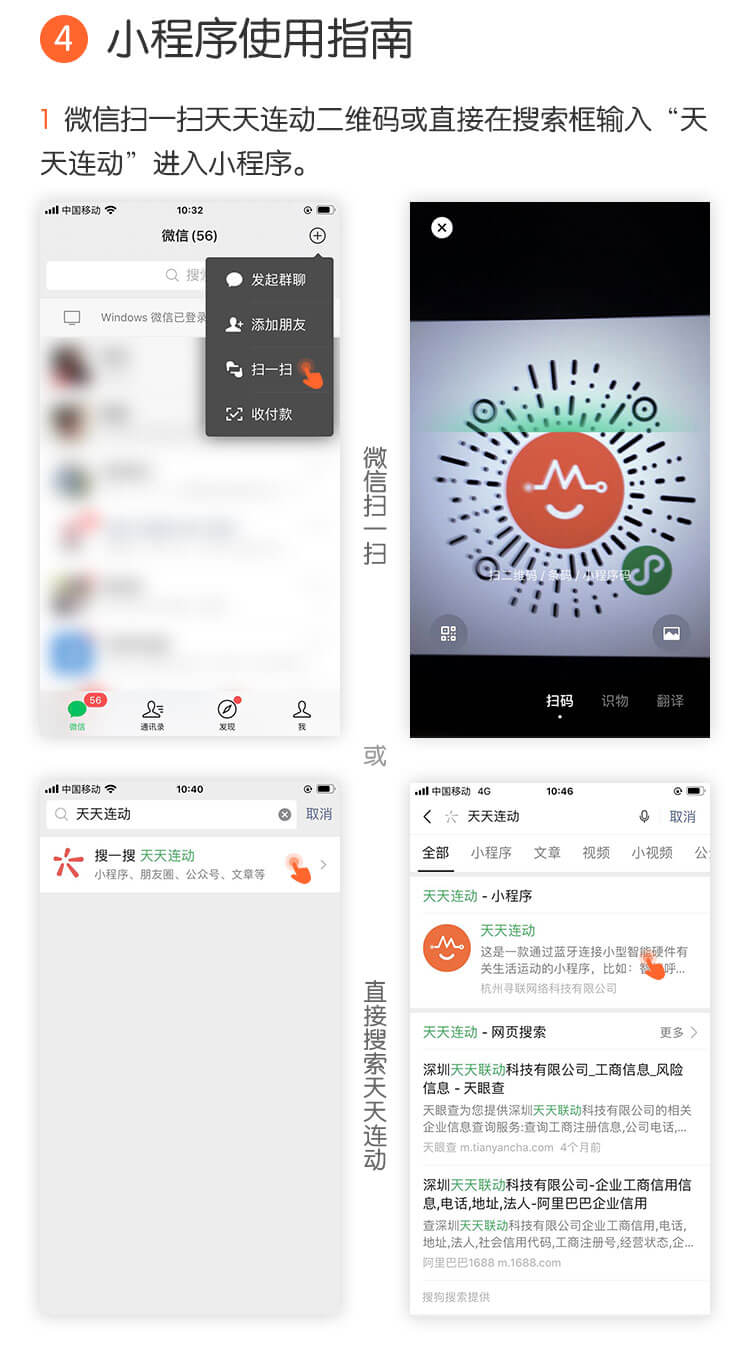 4 小程序使用指南
1 微信扫一扫天天连动二维码或直接在搜索框输入“天
天连动”进入小程序。
中国移动 10:32
微信(56)
发起群聊
Windows 微信已登录
添加朋友
扫一扫
收付款
56
微信 通讯录 发现 我
微信扫一扫
扫二维码 / 条码 / 小程序码
扫码 识物 翻译
或
中国移动 10:40
天天连动 取消
搜一搜 天天连动
小程序、朋友圈、公众号、文章等
直接搜索天天连动
中国移动 4G 10:46
天天连动 取消
全部 小程序 文章 视频 小视频
天天连动 - 小程序
天天连动
这是一款通过蓝牙连接小型智能硬件有
关生活运动的小程序，比如：
杭州寻联网络科技有限公司
天天连动 - 网页搜索 更多
深圳天天联动科技有限公司_工商信息_风险
信息 - 天眼查
天眼查为您提供深圳天天联动科技有限公司的相关
企业信息查询服务:查询工商注册信息,公司电话,...
天眼查 m.tianyancha.com 4个月前
深圳天天联动科技有限公司-企业工商信用信
息,电话,地址,法人-阿里巴巴企业信用
查深圳天天联动科技有限公司企业工商信用,电话,
地址,法人,社会信用代码,工商注册号,经营状态,企...
阿里巴巴1688 m.1688.com
搜狗搜索提供